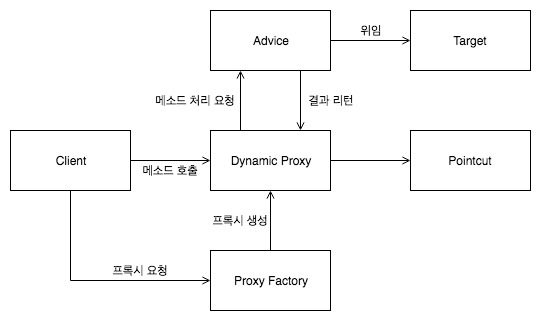 Advice
위임
Target
메소드 처리 요청
결과 리턴
Client
메소드 호출
Dynamic Proxy
Pointcut
프록시 생성
프록시 요청
Proxy Factory